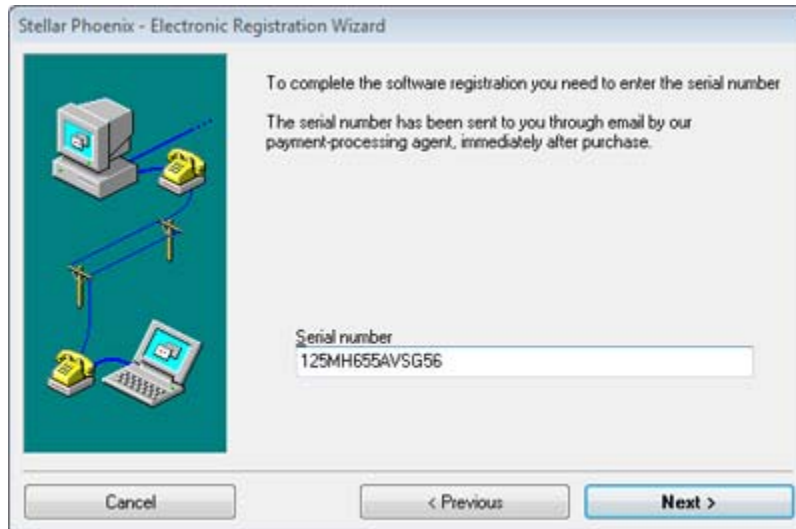 Stellar Phoenix - Electronic Registration Wizard
To complete the software registration you need to enter the serial number
The serial number has been sent to you through email by our
payment-processing agent, immediately after purchase.
Serial number
125MH655AVSG56
Cancel
< Previous
Next >